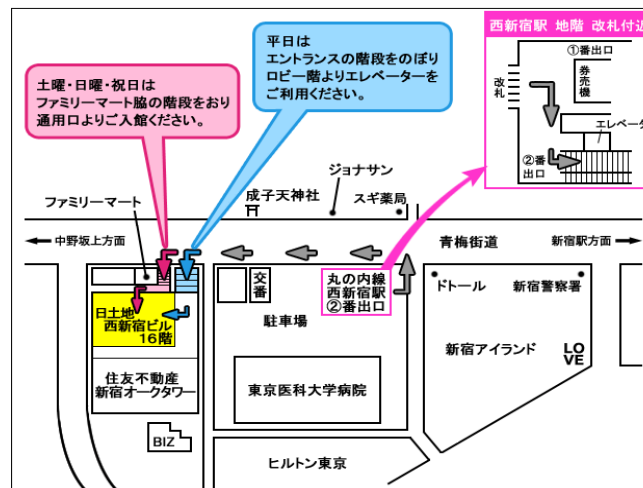 土曜・日曜・祝日は
ファミリーマート脇の階段をおり
通用口よりご入館ください。
平日は
エントランスの階段をのぼり
ロビー階よりエレベーターを
ご利用ください。
西新宿駅 地階 改札付近
①番出口
券売機
改札
エレベータ
②番
出口
ジョナサン
成子天神社
スギ薬局
ファミリーマート
中野坂上方面
青梅街道
新宿駅方面
交番
丸の内線
西新宿駅
②番出口
ドトール
新宿警察署
日土地
西新宿ビル
16階
駐車場
新宿アイランド
LO
VE
住友不動産
新宿オークタワー
東京医科大学病院
BIZ
ヒルトン東京